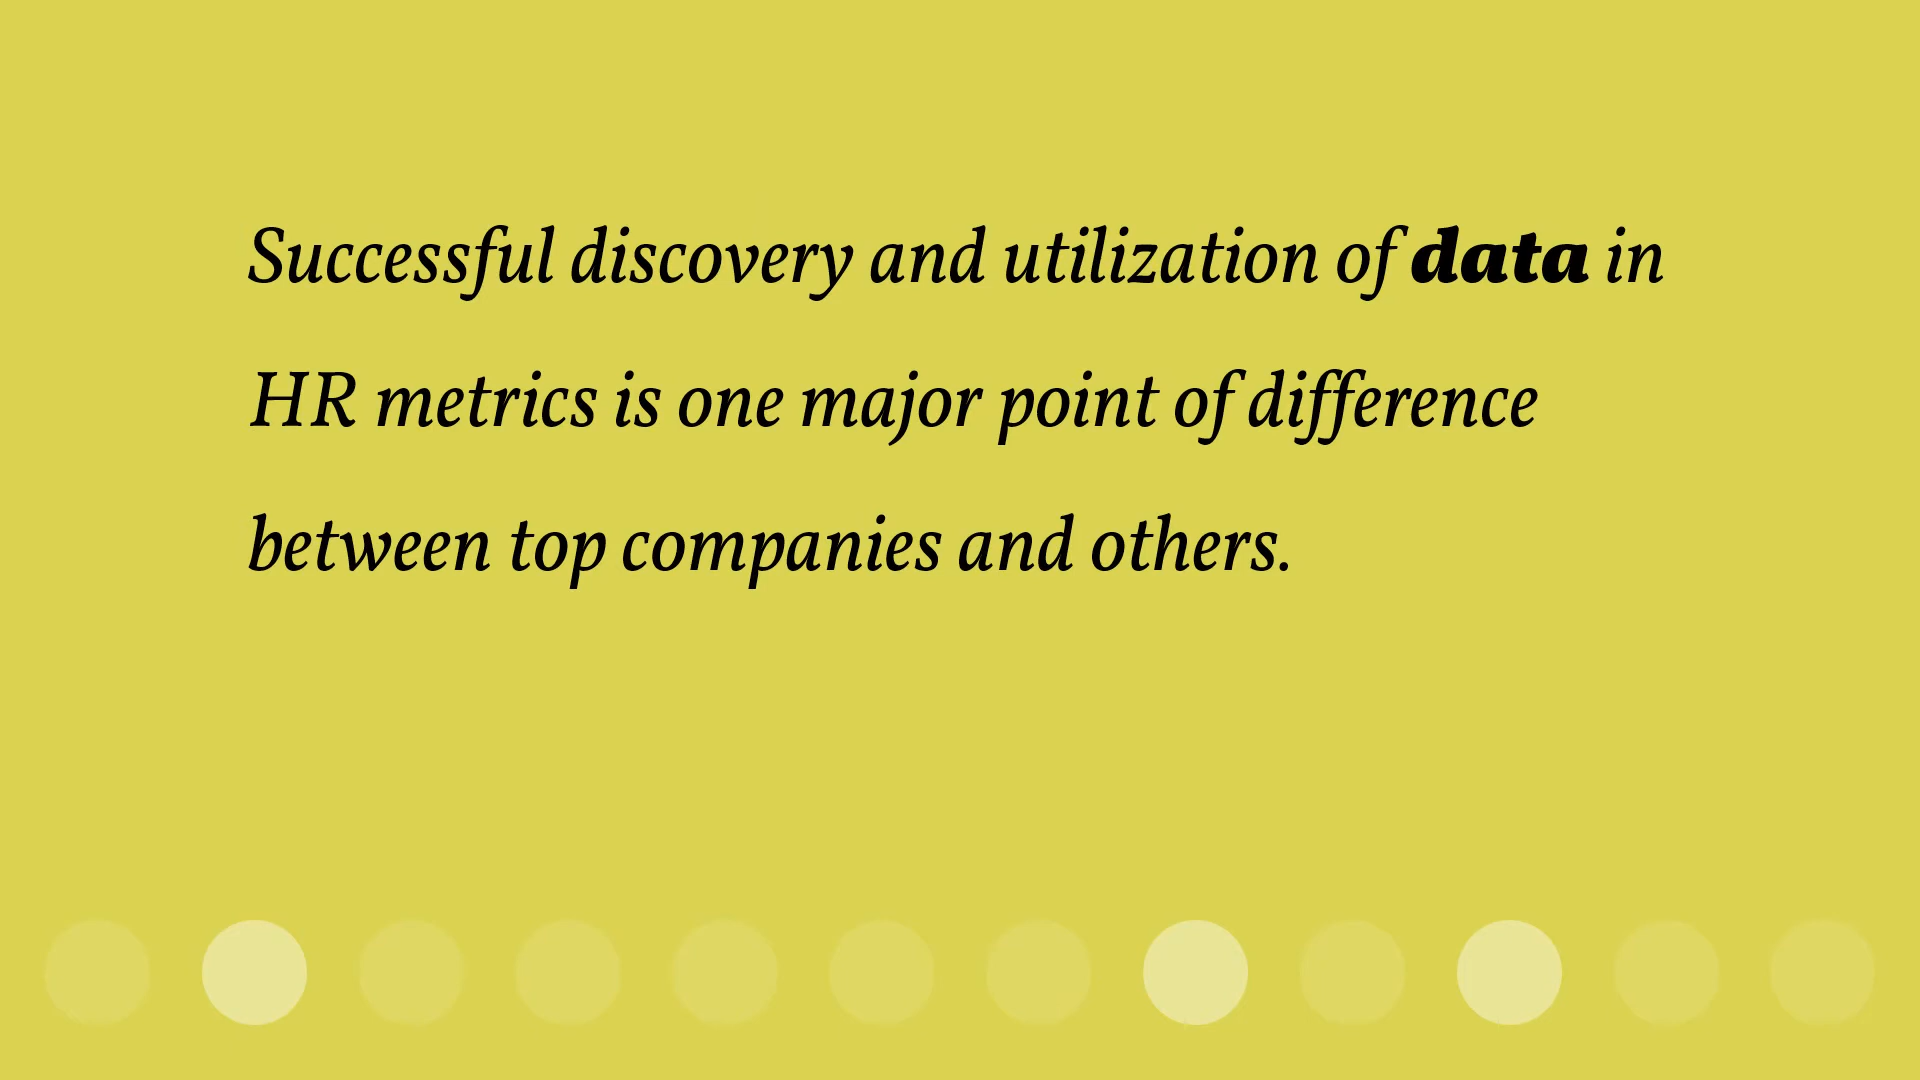 Successful discovery and utilization of data in
HR metrics is one major point of difference
between top companies and others.